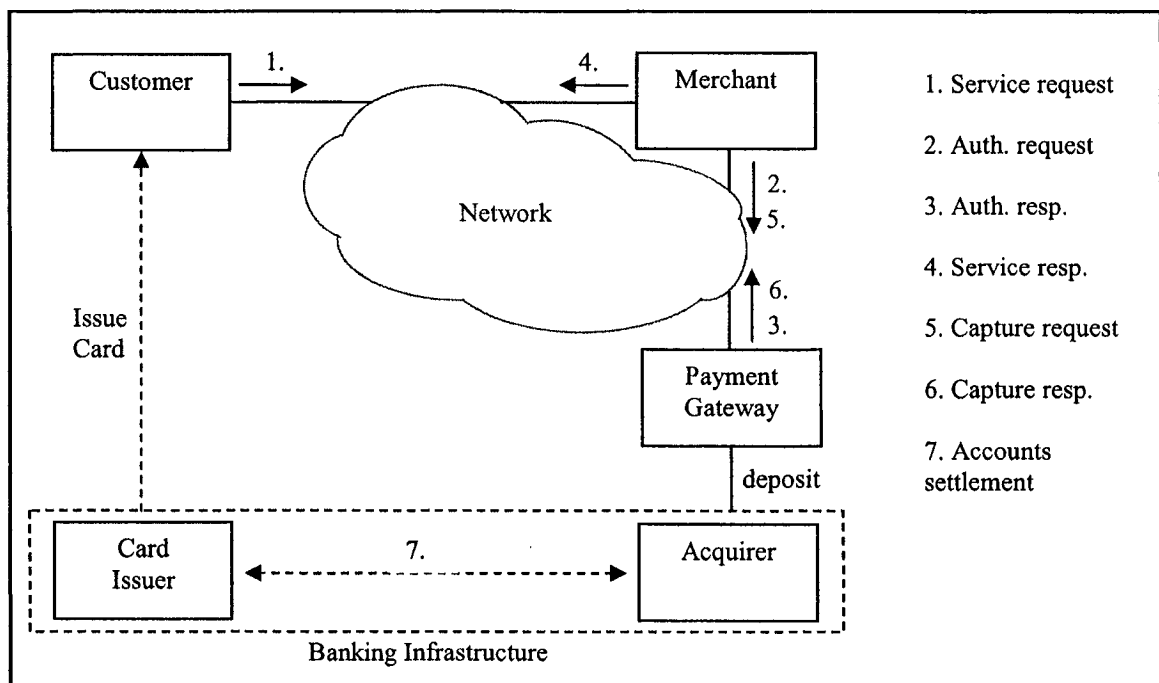 Customer
1.
4.
Merchant
1. Service request
2. Auth. request
3. Auth. resp.
4. Service resp.
5. Capture request
6. Capture resp.
7. Accounts
settlement
Network
2.
5.
6.
3.
Issue
Card
Payment
Gateway
deposit
Card
Issuer
7.
Acquirer
Banking Infrastructure